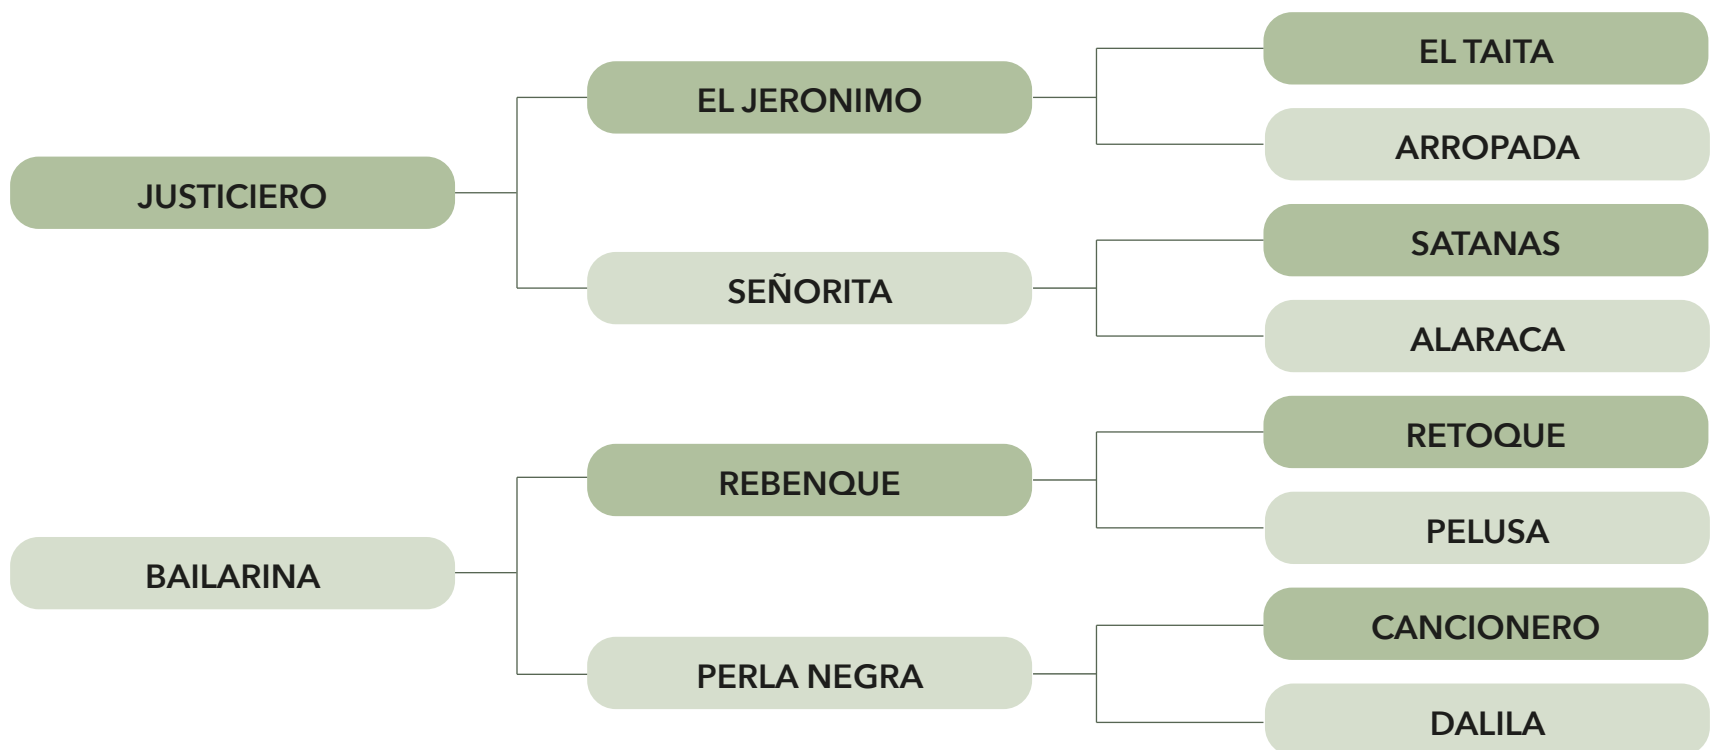 JUSTICIERO
EL JERONIMO
EL TAITA
ARROPADA
SEÑORITA
SATANAS
ALARACA
BAILARINA
REBENQUE
RETOQUE
PELUSA
PERLA NEGRA
CANCIONERO
DALILA